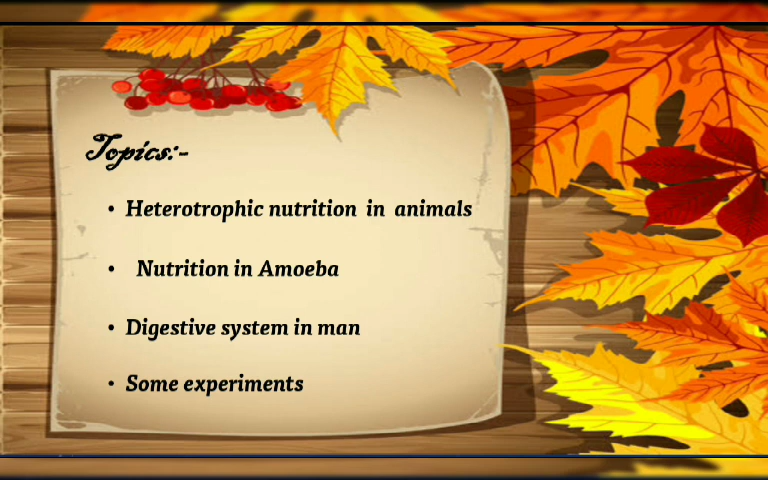 Topics:-
• Heterotrophic nutrition in animals
• Nutrition in Amoeba
• Digestive system in man
• Some experiments